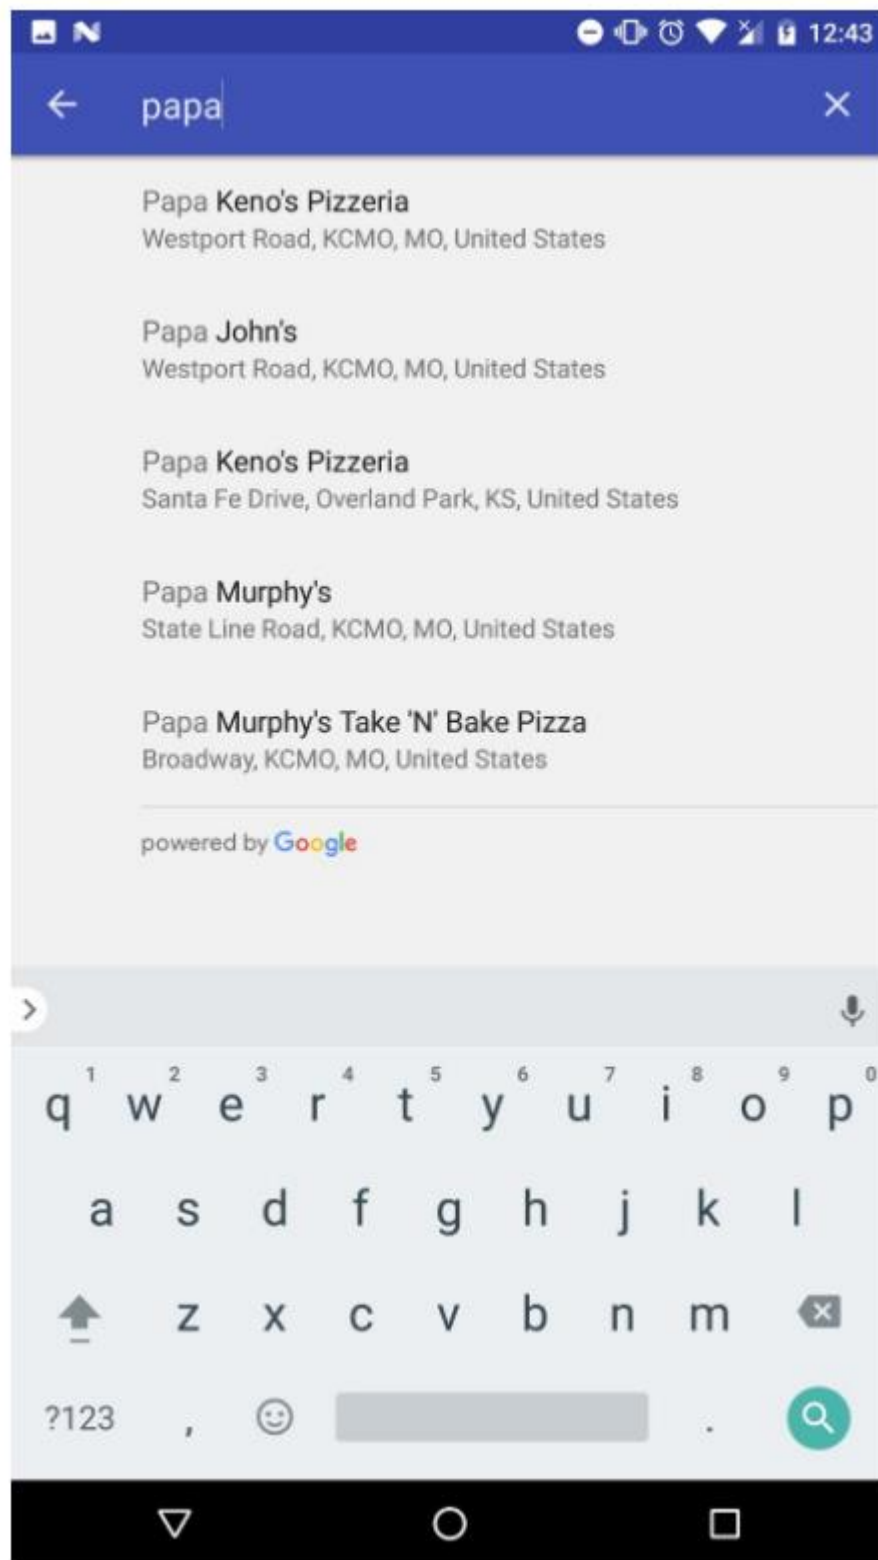 12:43
papa
Papa Keno's Pizzeria
Westport Road, KCMO, MO, United States
Papa John's
Westport Road, KCMO, MO, United States
Papa Keno's Pizzeria
Santa Fe Drive, Overland Park, KS, United States
Papa Murphy's
State Line Road, KCMO, MO, United States
Papa Murphy's Take 'N' Bake Pizza
Broadway, KCMO, MO, United States
powered by Google
1 2 3 4 5 6 7 8 9 0
q w e r t y u i o p
a s d f g h j k l
z x c v b n m
?123 , .